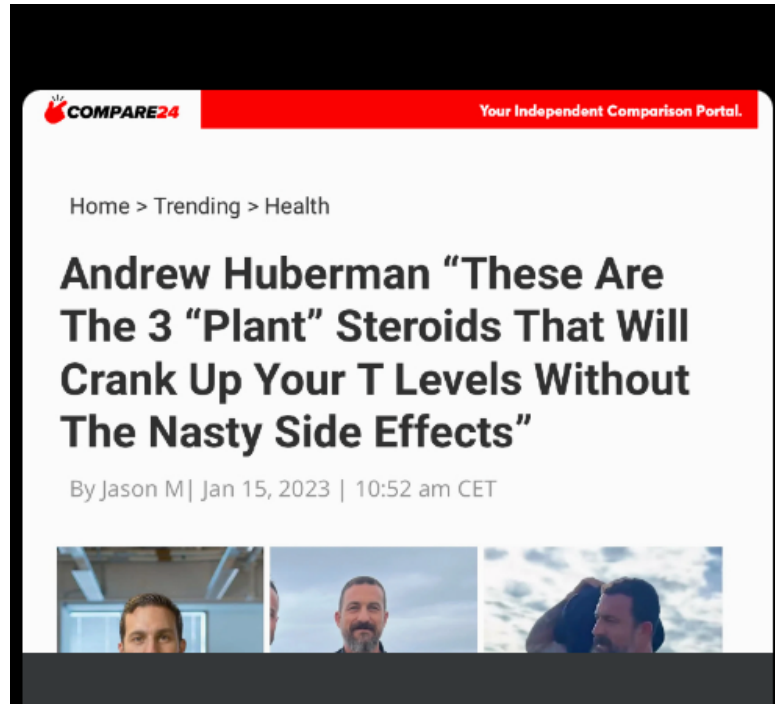 COMPARE24
Your Independent Comparison Portal.
Home > Trending > Health
Andrew Huberman “These Are
The 3 “Plant” Steroids That Will
Crank Up Your T Levels Without
The Nasty Side Effects”
By Jason M| Jan 15, 2023 | 10:52 am CET